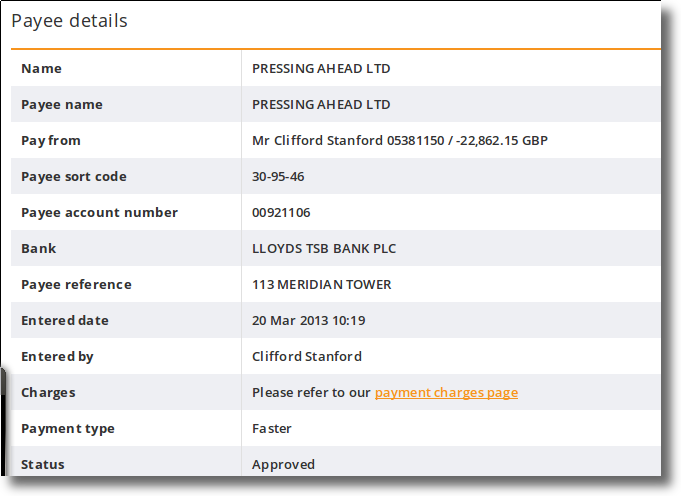 Payee details
Name PRESSING AHEAD LTD
Payee name PRESSING AHEAD LTD
Pay from Mr Clifford Stanford 05381150 / -22,862.15 GBP
Payee sort code 30-95-46
Payee account number 00921106
Bank LLOYDS TSB BANK PLC
Payee reference 113 MERIDIAN TOWER
Entered date 20 Mar 2013 10:19
Entered by Clifford Stanford
Charges Please refer to our payment charges page
Payment type Faster
Status Approved